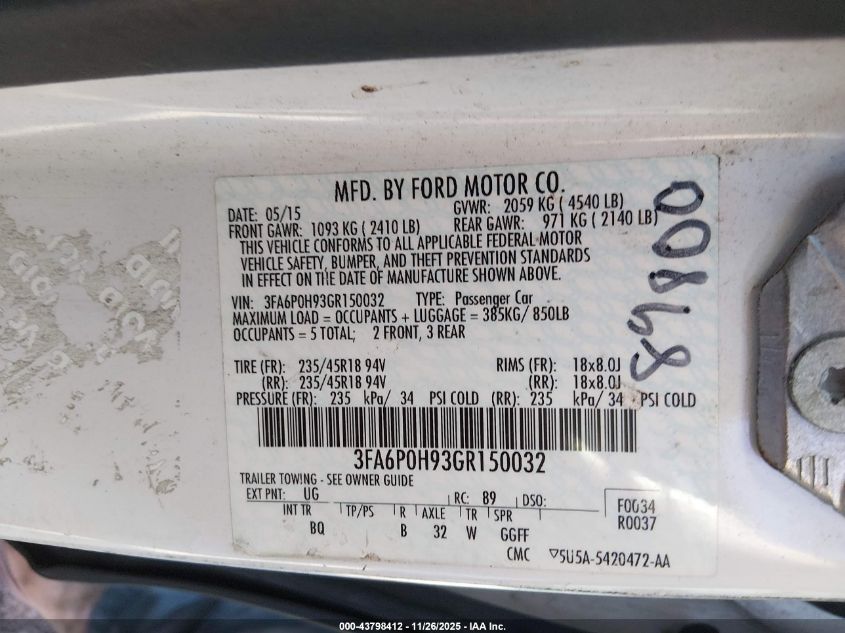 MFD. BY FORD MOTOR CO.
DATE: 05/15 GVWR: 2059 KG ( 4540 LB)
FRONT GAWR: 1093 KG ( 2410 LB) REAR GAWR: 971 KG ( 2140 LB)
THIS VEHICLE CONFORMS TO ALL APPLICABLE FEDERAL MOTOR
VEHICLE SAFETY, BUMPER, AND THEFT PREVENTION STANDARDS
IN EFFECT ON THE DATE OF MANUFACTURE SHOWN ABOVE.
VIN: 3FA6P0H93GR150032 TYPE: Passenger Car
MAXIMUM LOAD = OCCUPANTS + LUGGAGE = 385KG/ 850LB
OCCUPANTS = 5 TOTAL; 2 FRONT, 3 REAR
TIRE (FR): 235/45R18 94V RIMS (FR): 18x8.0J
(RR): 235/45R18 94V (RR): 18x8.0J
PRESSURE (FR): 235 kPa/ 34 PSI COLD (RR): 235 kPa/ 34 PSI COLD
3FA6P0H93GR150032
TRAILER TOWING - SEE OWNER GUIDE
EXT PNT: UG RC: 89 DSO: F0034
INT TR TP/PS R AXLE TR SPR R0037
BQ B 32 W GGFF
CMC ▽5U5A-5420472-AA
000-43798412 - 11/26/2025 - IAA Inc.